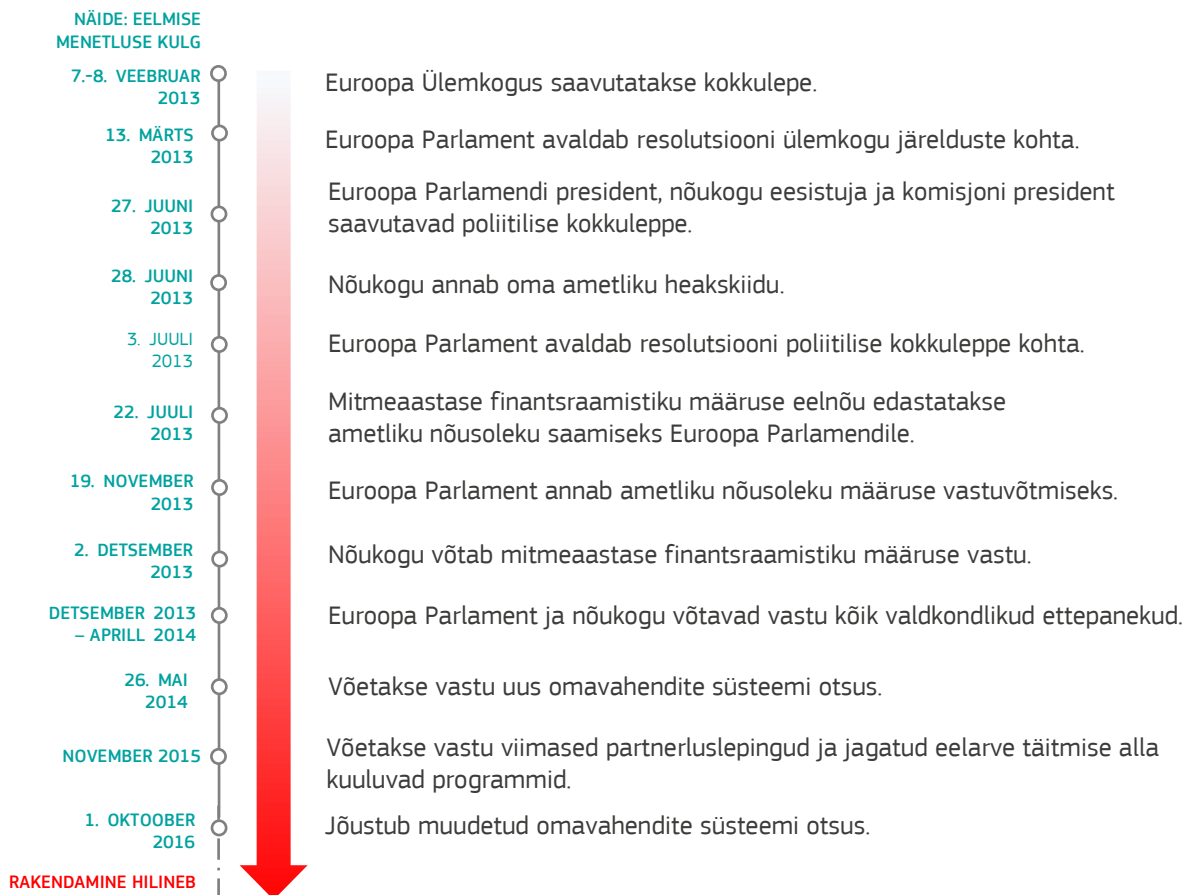 NÄIDE: EELMISE
MENETLUSE KULG
7.-8. VEEBRUAR
2013
Euroopa Ülemkogus saavutatakse kokkulepe.
13. MÄRTS
2013
Euroopa Parlament avaldab resolutsiooni ülemkogu järelduste kohta.
27. JUUNI
2013
Euroopa Parlamendi president, nõukogu eesistuja ja komisjoni president
saavutavad poliitilise kokkuleppe.
28. JUUNI
2013
Nõukogu annab oma ametliku heakskiidu.
3. JUULI
2013
Euroopa Parlament avaldab resolutsiooni poliitilise kokkuleppe kohta.
22. JUULI
2013
Mitmeaastase finantsraamistiku määruse eelnõu edastatakse
ametliku nõusoleku saamiseks Euroopa Parlamendile.
19. NOVEMBER
2013
Euroopa Parlament annab ametliku nõusoleku määruse vastuvõtmiseks.
2. DETSEMBER
2013
Nõukogu võtab mitmeaastase finantsraamistiku määruse vastu.
DETSEMBER 2013
– APRILL 2014
Euroopa Parlament ja nõukogu võtavad vastu kõik valdkondlikud ettepanekud.
26. MAI
2014
Võetakse vastu uus omavahendite süsteemi otsus.
NOVEMBER 2015
Võetakse vastu viimased partnerluslepingud ja jagatud eelarve täitmise alla
kuuluvad programmid.
1. OKTOOBER
2016
Jõustub muudetud omavahendite süsteemi otsus.
RAKENDAMINE HILINEB